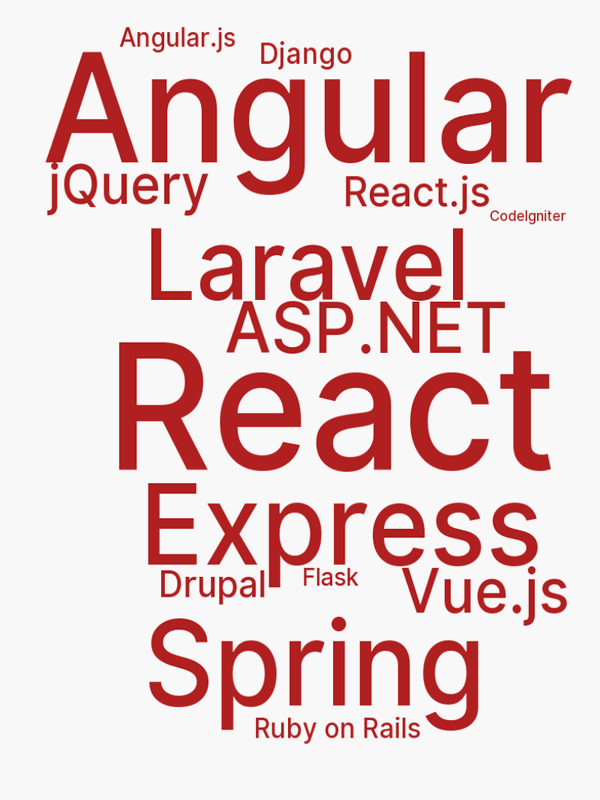 Angular.js
Django
Angular
jQuery
React.js
CodeIgniter
Laravel
ASP.NET
React
Express
Drupal
Flask
Vue.js
Spring
Ruby on Rails